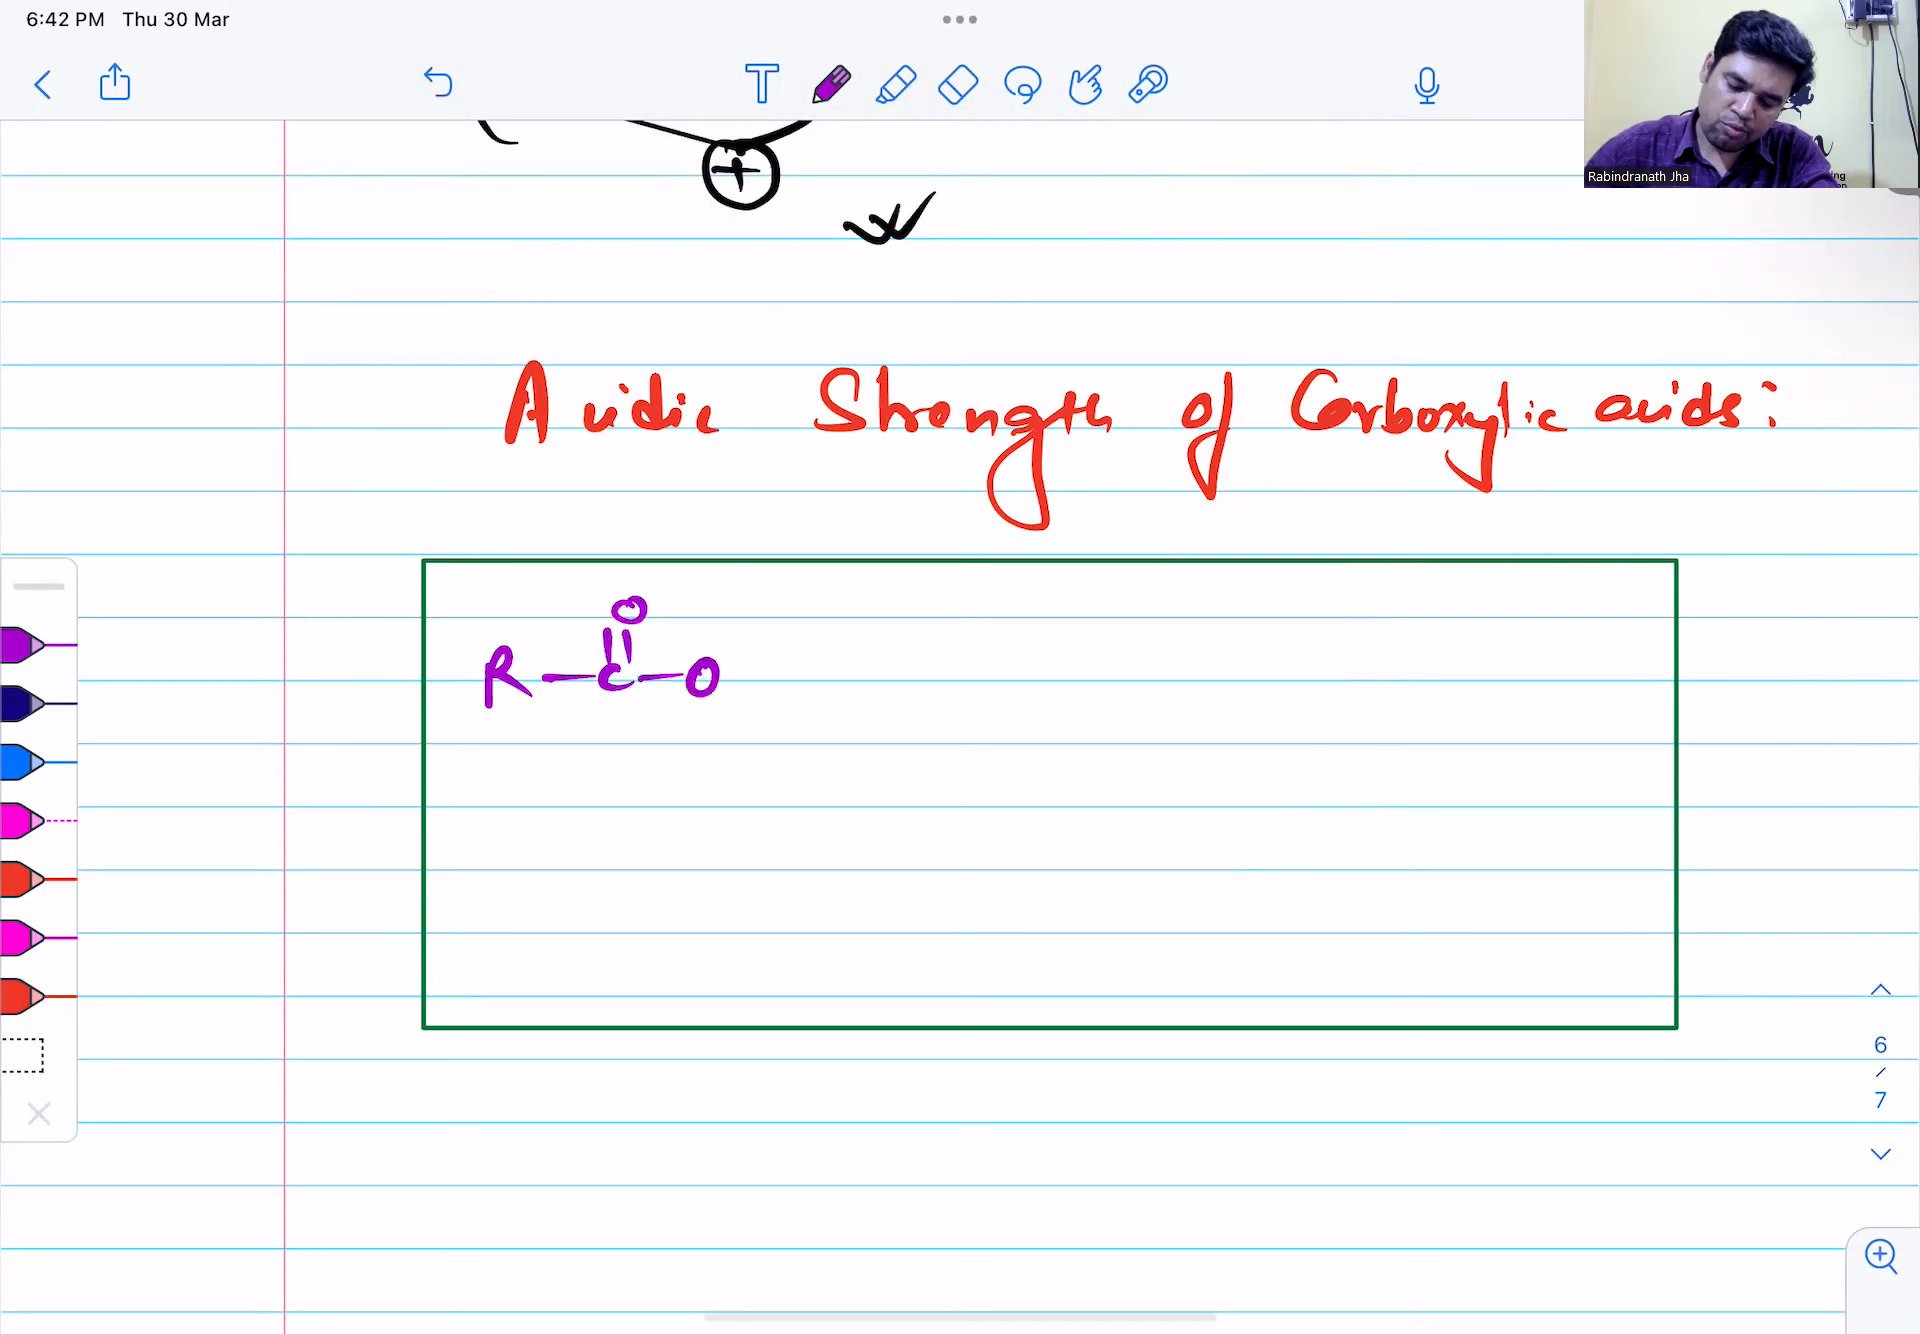 6:42 PM Thu 30 Mar
T
Rabindranath Jha
+
Acidic Strength of Carboxylic acids:
O
R-C-O
6
/
7